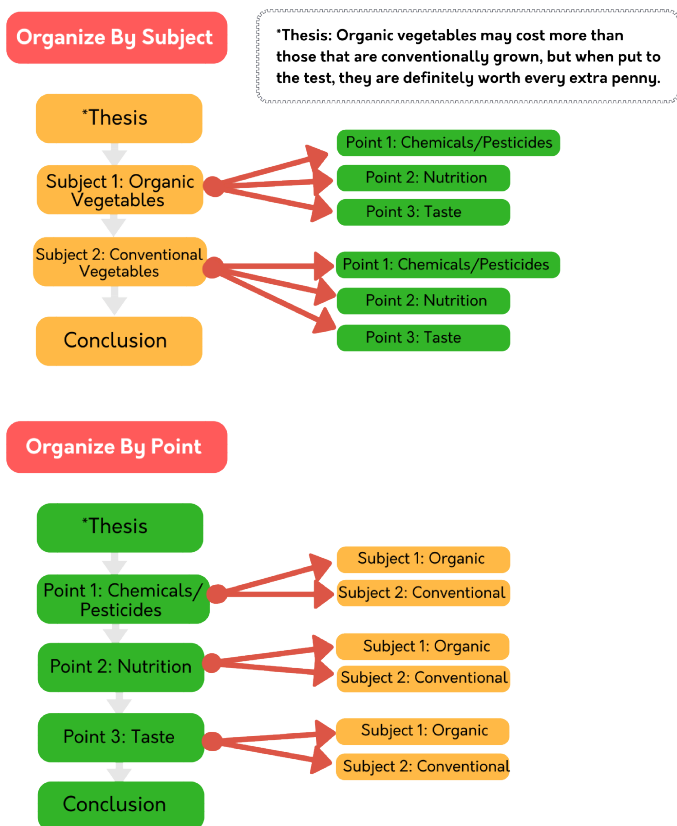 Organize By Subject
*Thesis: Organic vegetables may cost more than
those that are conventionally grown, but when put to
the test, they are definitely worth every extra penny.
*Thesis
Subject 1: Organic
Vegetables
Point 1: Chemicals/Pesticides
Point 2: Nutrition
Point 3: Taste
Subject 2: Conventional
Vegetables
Point 1: Chemicals/Pesticides
Point 2: Nutrition
Point 3: Taste
Conclusion
Organize By Point
*Thesis
Point 1: Chemicals/
Pesticides
Subject 1: Organic
Subject 2: Conventional
Point 2: Nutrition
Subject 1: Organic
Subject 2: Conventional
Point 3: Taste
Subject 1: Organic
Subject 2: Conventional
Conclusion